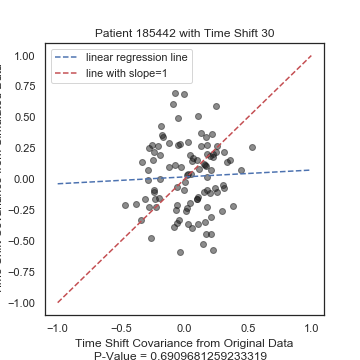 Patient 185442 with Time Shift 30
linear regression line
line with slope=1
1.00
0.75
0.50
0.25
0.00
−0.25
−0.50
−0.75
−1.00
−1.0 −0.5 0.0 0.5 1.0
Time Shift Covariance from Original Data
P-Value = 0.6909681259233319